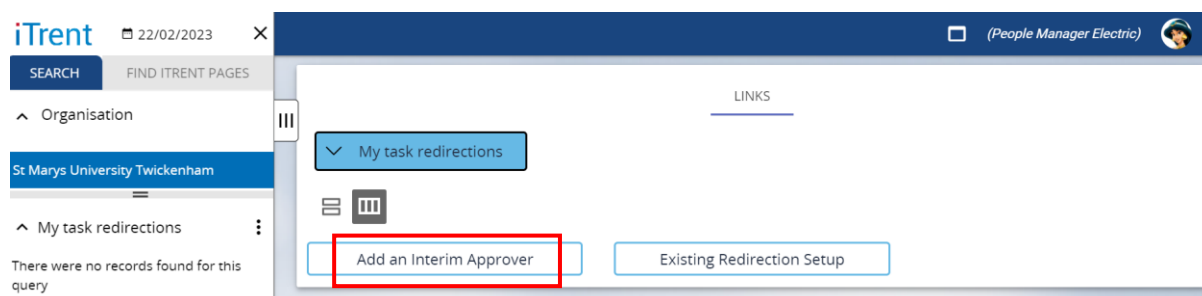 iTrent
22/02/2023
(People Manager Electric)
SEARCH
FIND ITRENT PAGES
Organisation
St Marys University Twickenham
My task redirections
There were no records found for this
query
LINKS
My task redirections
Add an Interim Approver
Existing Redirection Setup